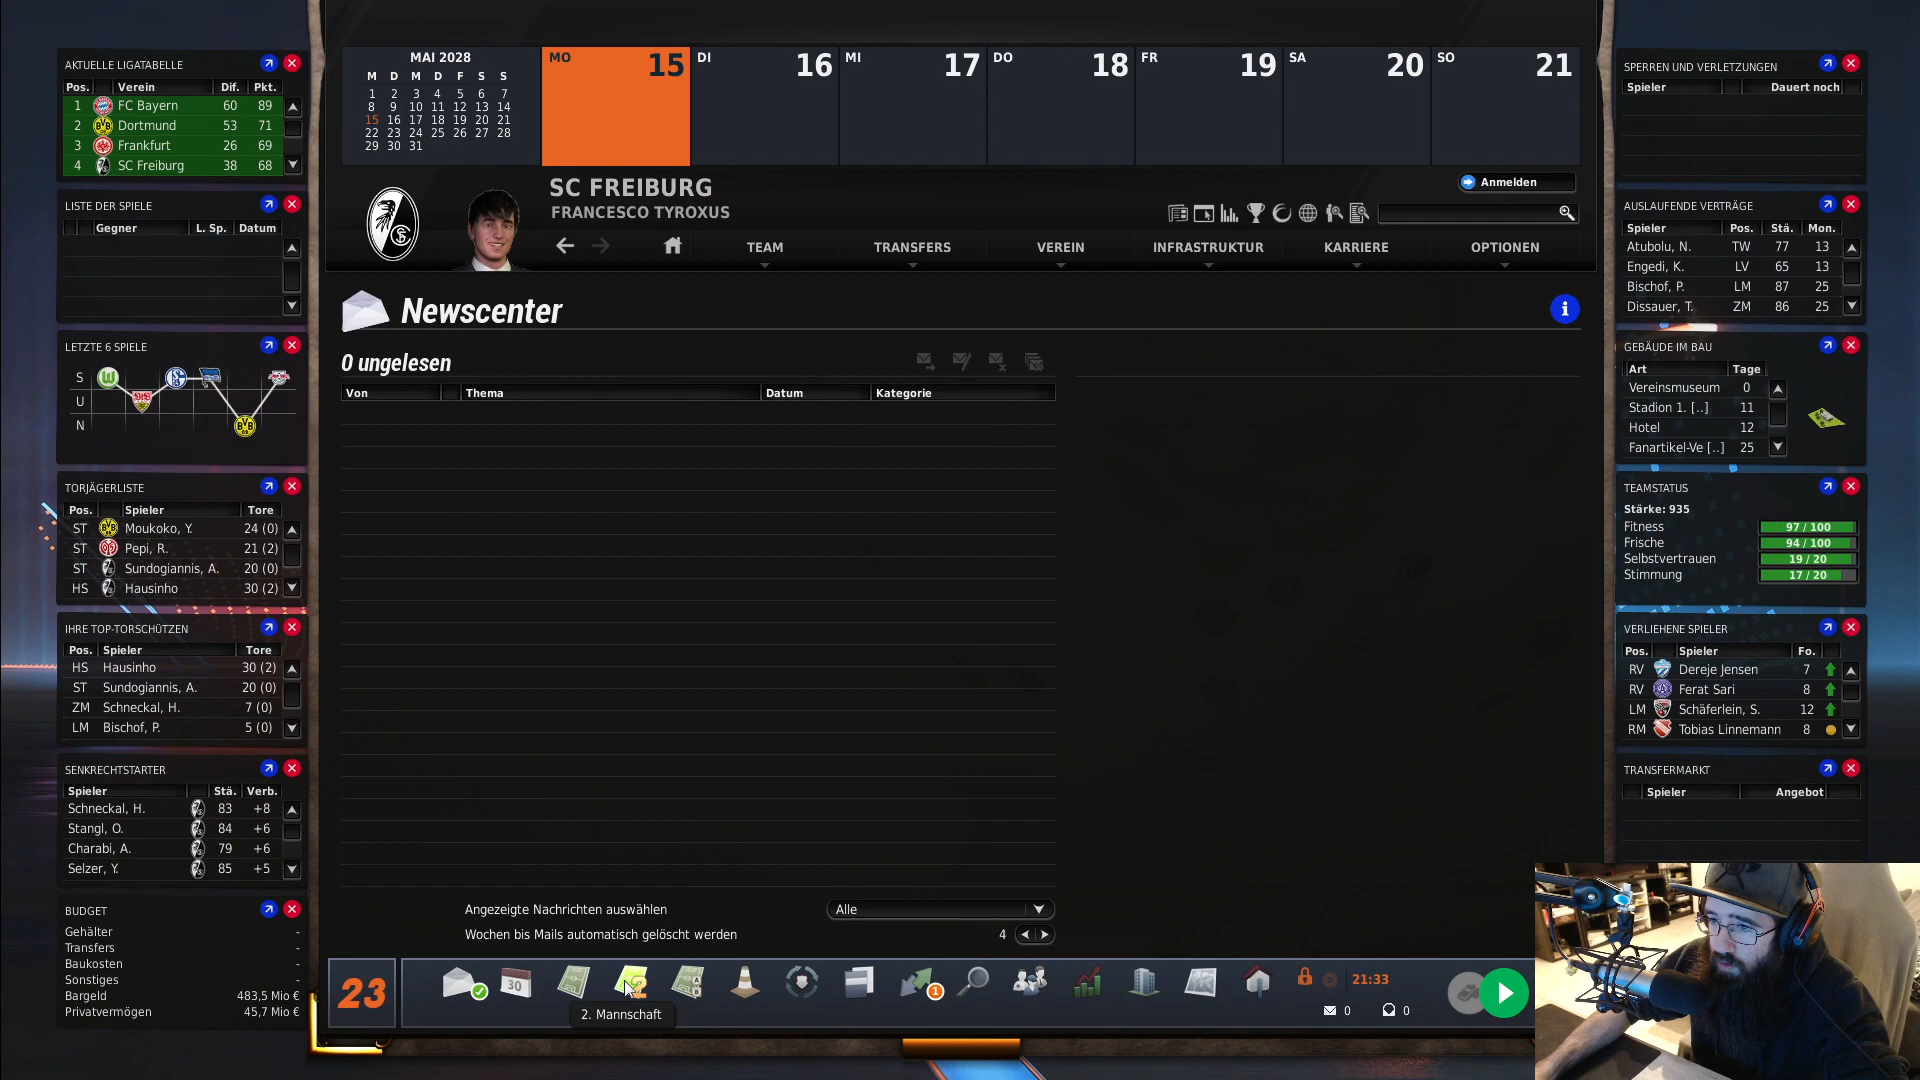 AKTUELLE LIGATABELLE
Pos. Verein Dif. Pkt.
1 FC Bayern 60 89
2 Dortmund 53 71
3 Frankfurt 26 69
4 SC Freiburg 38 68
LISTE DER SPIELE
Gegner L. Sp. Datum
LETZTE 6 SPIELE
S
U
N
TORJÄGERLISTE
Pos. Spieler Tore
ST Moukoko, Y. 24 (0)
ST Pepi, R. 21 (2)
ST Sundogiannis, A. 20 (0)
HS Hausinho 30 (2)
IHRE TOP-TORSCHÜTZEN
Pos. Spieler Tore
HS Hausinho 30 (2)
ST Sundogiannis, A. 20 (0)
ZM Schneckal, H. 7 (0)
LM Bischof, P. 5 (0)
SENKRECHTSTARTER
Spieler Stä. Verb.
Schneckal, H. 83 +8
Stangl, O. 84 +6
Charabi, A. 79 +6
Selzer, Y. 85 +5
BUDGET
Gehälter -
Transfers -
Baukosten -
Sonstiges -
Bargeld 483,5 Mio €
Privatvermögen 45,7 Mio €
MAI 2028
M D M D F S S
1 2 3 4 5 6 7
8 9 10 11 12 13 14
15 16 17 18 19 20 21
22 23 24 25 26 27 28
29 30 31
MO 15 DI 16 MI 17 DO 18 FR 19 SA 20 SO 21
SC FREIBURG
FRANCESCO TYROXUS
Anmelden
TEAM TRANSFERS VEREIN INFRASTRUKTUR KARRIERE OPTIONEN
Newscenter
0 ungelesen
Von Thema Datum Kategorie
Angezeigte Nachrichten auswählen Alle
Wochen bis Mails automatisch gelöscht werden 4
23
30
2
1
21:33
0 0
2. Mannschaft
SPERREN UND VERLETZUNGEN
Spieler Dauert noch
AUSLAUFENDE VERTRÄGE
Spieler Pos. Stä. Mon.
Atubolu, N. TW 77 13
Engedi, K. LV 65 13
Bischof, P. LM 87 25
Dissauer, T. ZM 86 25
GEBÄUDE IM BAU
Art Tage
Vereinsmuseum 0
Stadion 1. [..] 11
Hotel 12
Fanartikel-Ve [..] 25
TEAMSTATUS
Stärke: 935
Fitness 97 / 100
Frische 94 / 100
Selbstvertrauen 19 / 20
Stimmung 17 / 20
VERLIEHENE SPIELER
Pos. Spieler Fo.
RV Dereje Jensen 7
RV Ferat Sari 8
LM Schäferlein, S. 12
RM Tobias Linnemann 8
TRANSFERMARKT
Spieler Angebot